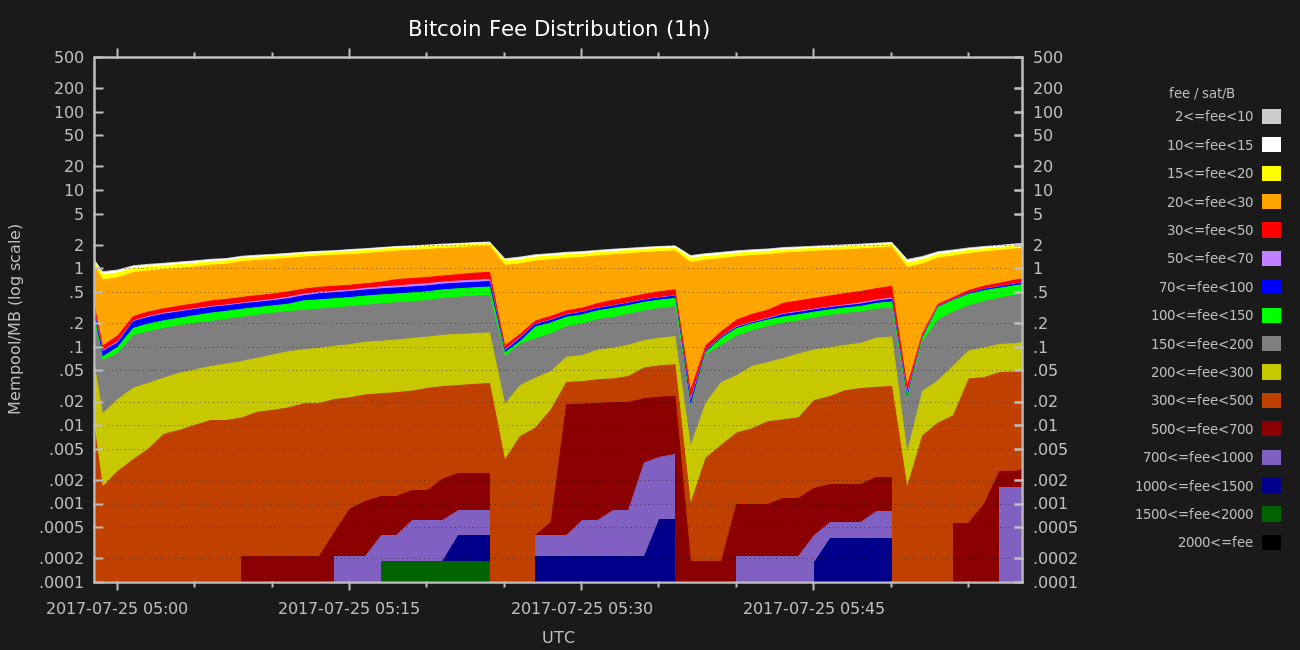 Bitcoin Fee Distribution (1h)
500
200
100
50
20
10
5
2
1
.5
.2
.1
.05
.02
.01
.005
.002
.001
.0005
.0002
.0001
Mempool/MB (log scale)
500
200
100
50
20
10
5
2
1
.5
.2
.1
.05
.02
.01
.005
.002
.001
.0005
.0002
.0001
2017-07-25 05:00 2017-07-25 05:15 2017-07-25 05:30 2017-07-25 05:45
UTC
fee / sat/B
2<=fee<10
10<=fee<15
15<=fee<20
20<=fee<30
30<=fee<50
50<=fee<70
70<=fee<100
100<=fee<150
150<=fee<200
200<=fee<300
300<=fee<500
500<=fee<700
700<=fee<1000
1000<=fee<1500
1500<=fee<2000
2000<=fee